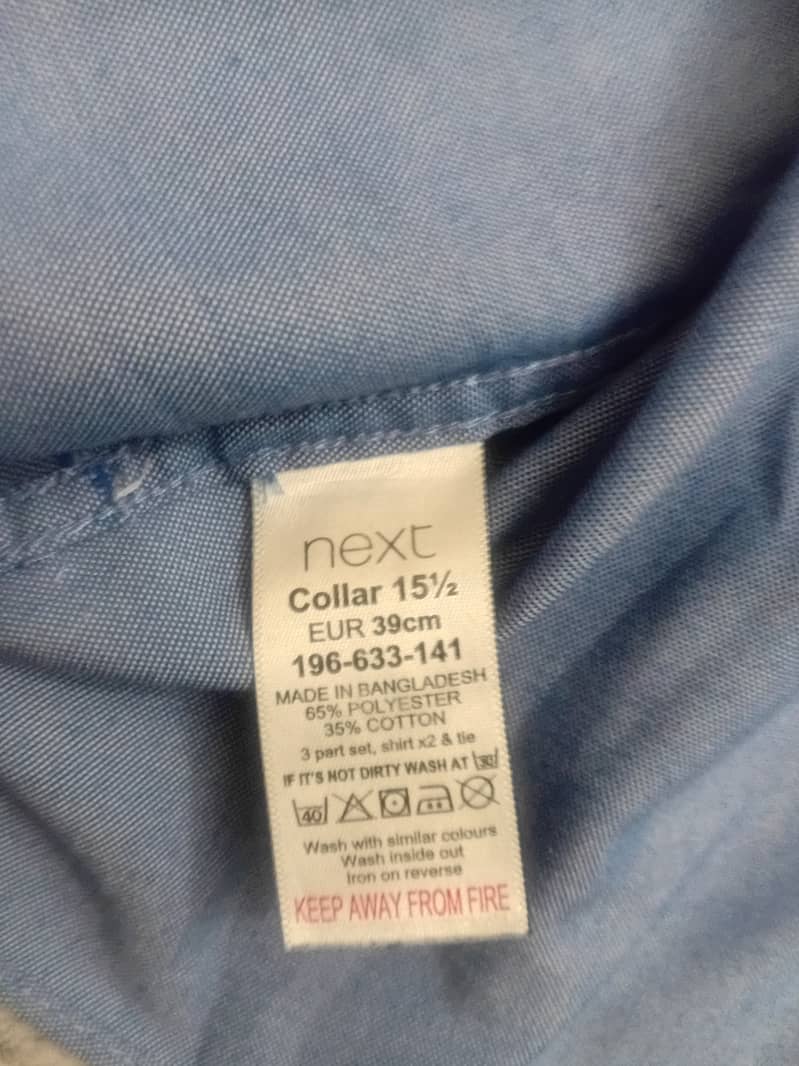 next
Collar 15½
EUR 39cm
196-633-141
MADE IN BANGLADESH
65% POLYESTER
35% COTTON
3 part set, shirt x2 & tie
IF IT'S NOT DIRTY WASH AT 30
40
Wash with similar colours
Wash inside out
Iron on reverse
KEEP AWAY FROM FIRE